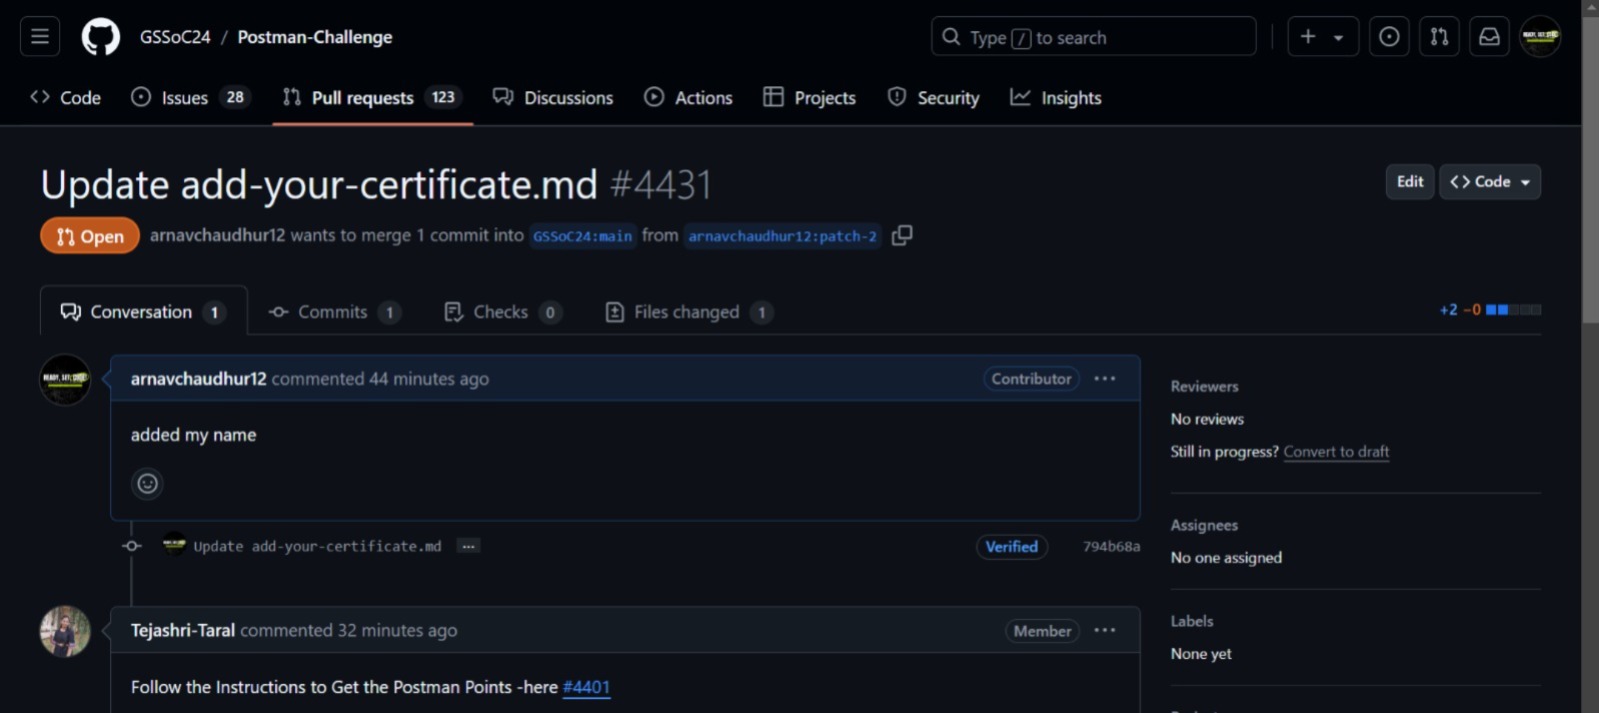 GSSoC24 / Postman-Challenge
Type / to search
Code Issues 28 Pull requests 123 Discussions Actions Projects Security Insights
Update add-your-certificate.md #4431
Edit
Code
Open arnavchaudhur12 wants to merge 1 commit into GSSoC24:main from arnavchaudhur12:patch-2
Conversation 1 Commits 1 Checks 0 Files changed 1
+2 −0
arnavchaudhur12 commented 44 minutes ago
Contributor
added my name
Update add-your-certificate.md
Verified
794b68a
Tejashri-Taral commented 32 minutes ago
Member
Follow the Instructions to Get the Postman Points -here #4401
Reviewers
No reviews
Still in progress? Convert to draft
Assignees
No one assigned
Labels
None yet